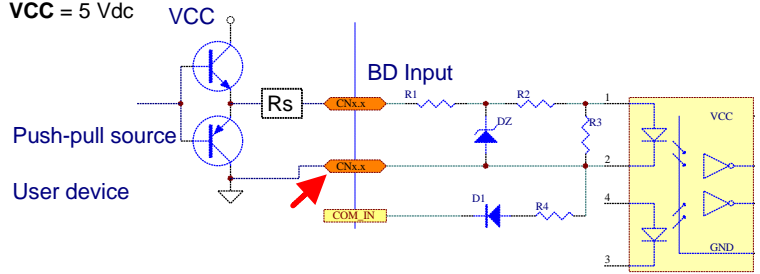 VCC = 5 Vdc
VCC
BD Input
Rs
CNx.x
R1
R2
1
VCC
DZ
R3
Push-pull source
CNx.x
2
User device
D1
R4
4
COM_IN
GND
3